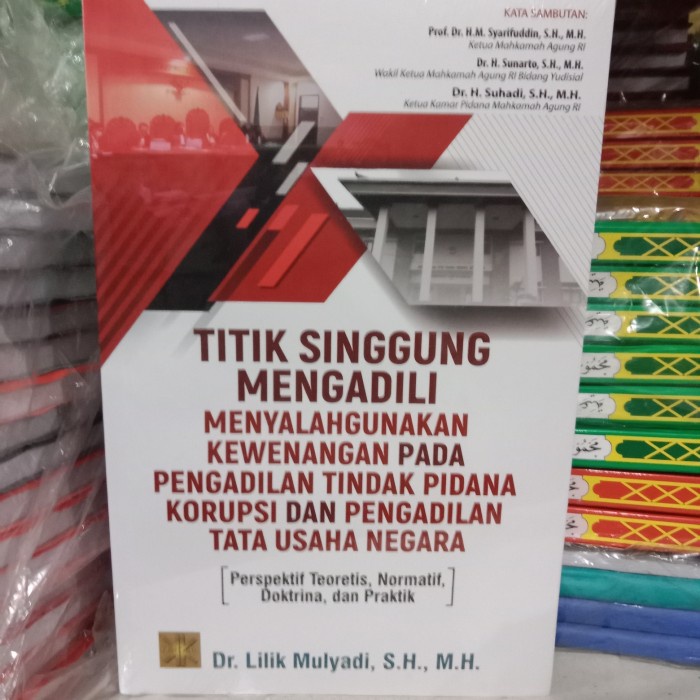 KATA SAMBUTAN:
Prof. Dr. H.M. Syarifuddin, S.H., M.H.
Ketua Mahkamah Agung RI
Dr. H. Sunarto, S.H., M.H.
Wakil Ketua Mahkamah Agung RI Bidang Yudisial
Dr. H. Suhadi, S.H., M.H.
Ketua Kamar Pidana Mahkamah Agung RI
TITIK SINGGUNG
MENGADILI
MENYALAHGUNAKAN
KEWENANGAN PADA
PENGADILAN TINDAK PIDANA
KORUPSI DAN PENGADILAN
TATA USAHA NEGARA
[Perspektif Teoretis, Normatif,
Doktrina, dan Praktik]
Dr. Lilik Mulyadi, S.H., M.H.